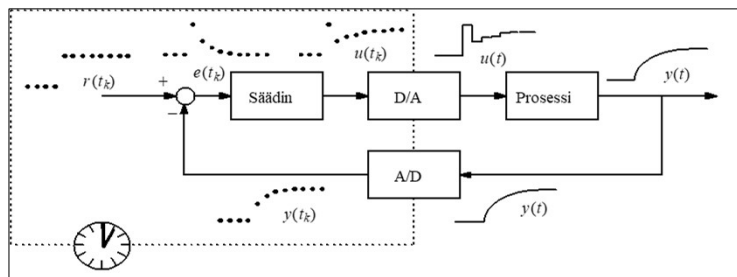 r(t_k)
+
−
e(t_k)
Säädin
u(t_k)
D/A
u(t)
Prosessi
y(t)
A/D
y(t_k)
y(t)